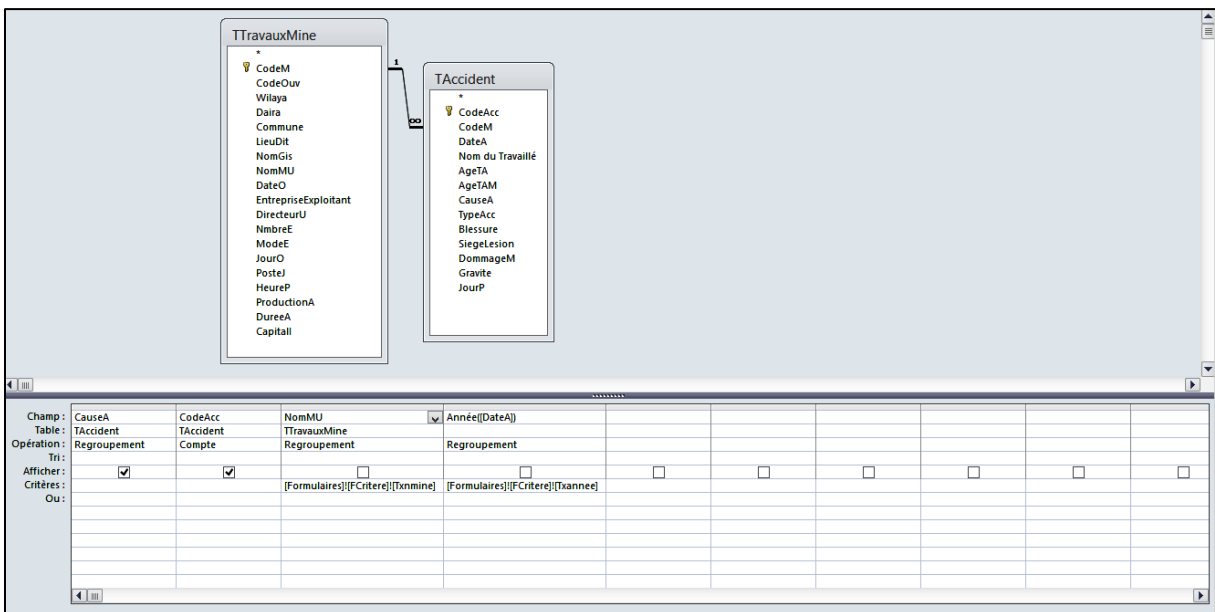 TTravauxMine
*
CodeM
CodeOuv
Wilaya
Daira
Commune
LieuDit
NomGis
NomMU
DateO
EntrepriseExploitant
DirecteurU
NmbreE
ModeE
JourO
PosteJ
HeureP
ProductionA
DureeA
CapitalI
1
∞
TAccident
*
CodeAcc
CodeM
DateA
Nom du Travaillé
AgeTA
AgeTAM
CauseA
TypeAcc
Blessure
SiegeLesion
DommageM
Gravite
JourP
Champ : CauseA CodeAcc NomMU Année([DateA])
Table : TAccident TAccident TTravauxMine
Opération : Regroupement Compte Regroupement Regroupement
Tri :
Afficher :
Critères : [Formulaires]![FCritere]![Txnmine] [Formulaires]![FCritere]![Txannee]
Ou :